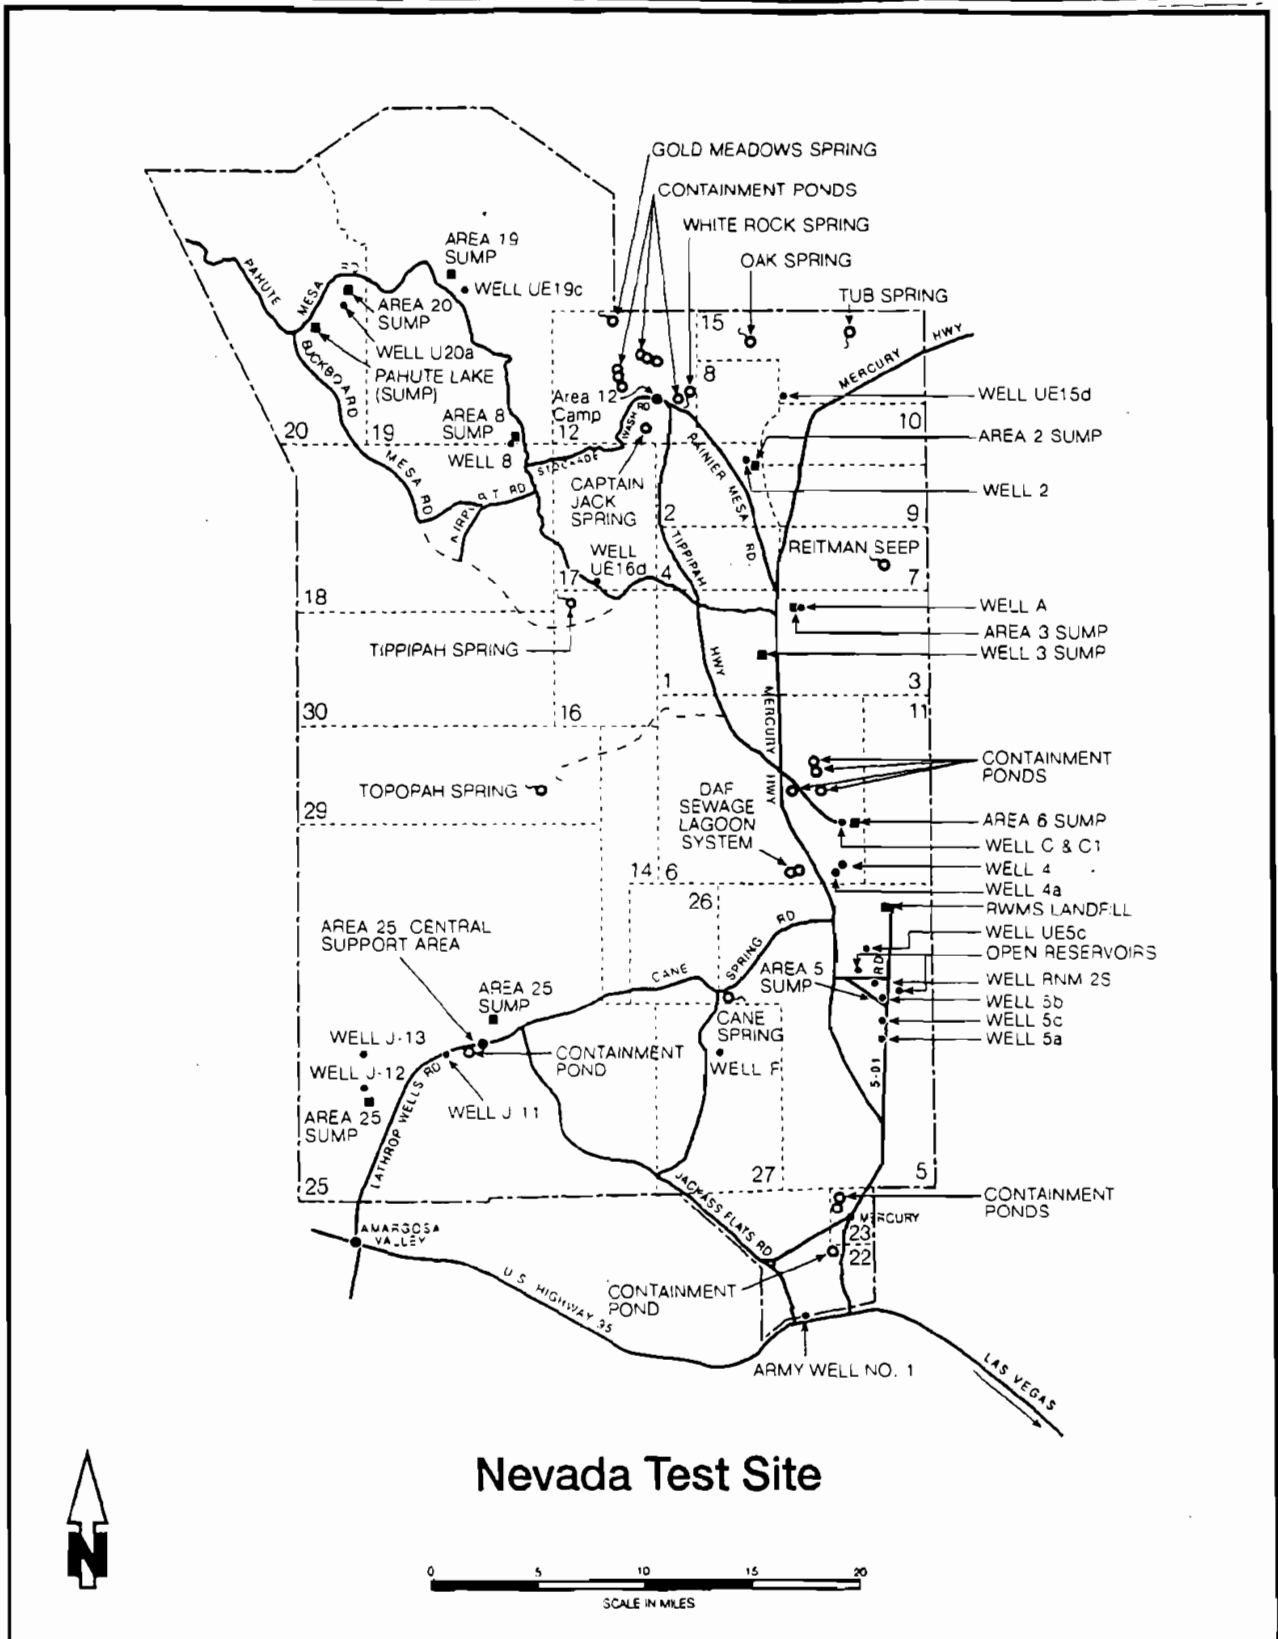 GOLD MEADOWS SPRING
CONTAINMENT PONDS
WHITE ROCK SPRING
OAK SPRING
TUB SPRING
AREA 19
SUMP
WELL UE19c
PAHUTE
MESA
RD
AREA 20
SUMP
WELL U20a
PAHUTE LAKE
(SUMP)
BUCKBOARD
MESA RD
AREA 8
SUMP
WELL 8
Area 12
Camp
15
8
MERCURY HWY
WELL UE15d
10
AREA 2 SUMP
WELL 2
20
19
12
STOCKADE
WASH RD
RAINIER MESA
RD.
CAPTAIN
JACK
SPRING
AIRPORT RD
2
9
TIPPIPAH
HWY
REITMAN SEEP
WELL
UE16d
17
4
7
18
WELL A
AREA 3 SUMP
WELL 3 SUMP
TIPPIPAH SPRING
1
3
MERCURY HWY
30
16
11
CONTAINMENT
PONDS
TOPOPAH SPRING
DAF
SEWAGE
LAGOON
SYSTEM
29
AREA 6 SUMP
WELL C & C1
WELL 4
WELL 4a
14
6
26
RWMS LANDFILL
AREA 25 CENTRAL
SUPPORT AREA
CANE SPRING RD
WELL UE5c
OPEN RESERVOIRS
AREA 5
SUMP
RD
WELL RNM 2S
WELL 5b
WELL 5c
WELL 5a
AREA 25
SUMP
CANE
SPRING
WELL J-13
CONTAINMENT
POND
WELL F
WELL J-12
5-01
AREA 25
SUMP
LATHROP WELLS RD
WELL J 11
25
27
5
JACKASS FLATS RD
CONTAINMENT
PONDS
MERCURY
23
22
AMARGOSA
VALLEY
U.S. HIGHWAY 95
CONTAINMENT
POND
ARMY WELL NO. 1
LAS VEGAS
Nevada Test Site
N
0 5 10 15 20
SCALE IN MILES